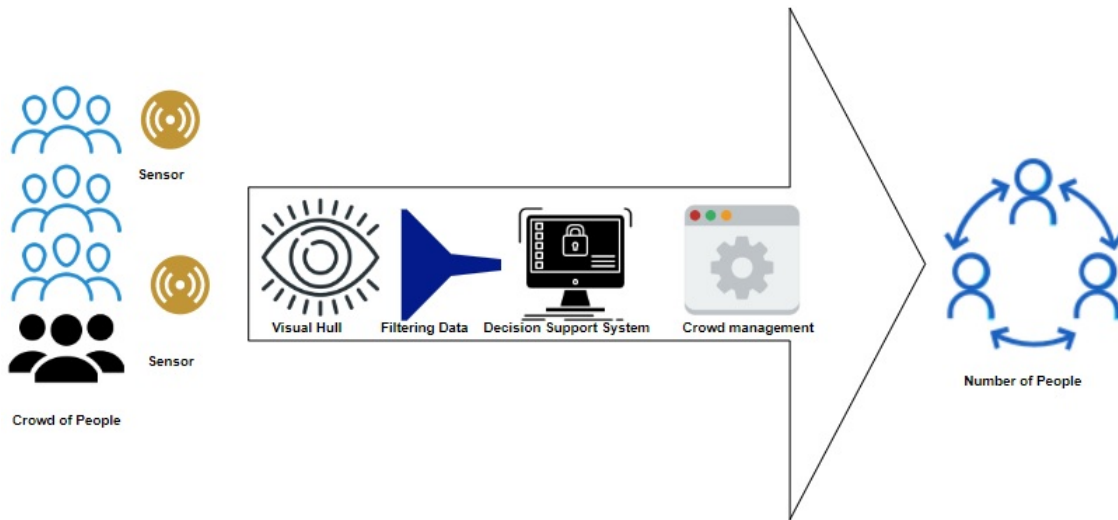 Sensor
Sensor
Crowd of People
Visual Hull
Filtering Data
Decision Support System
Crowd management
Number of People